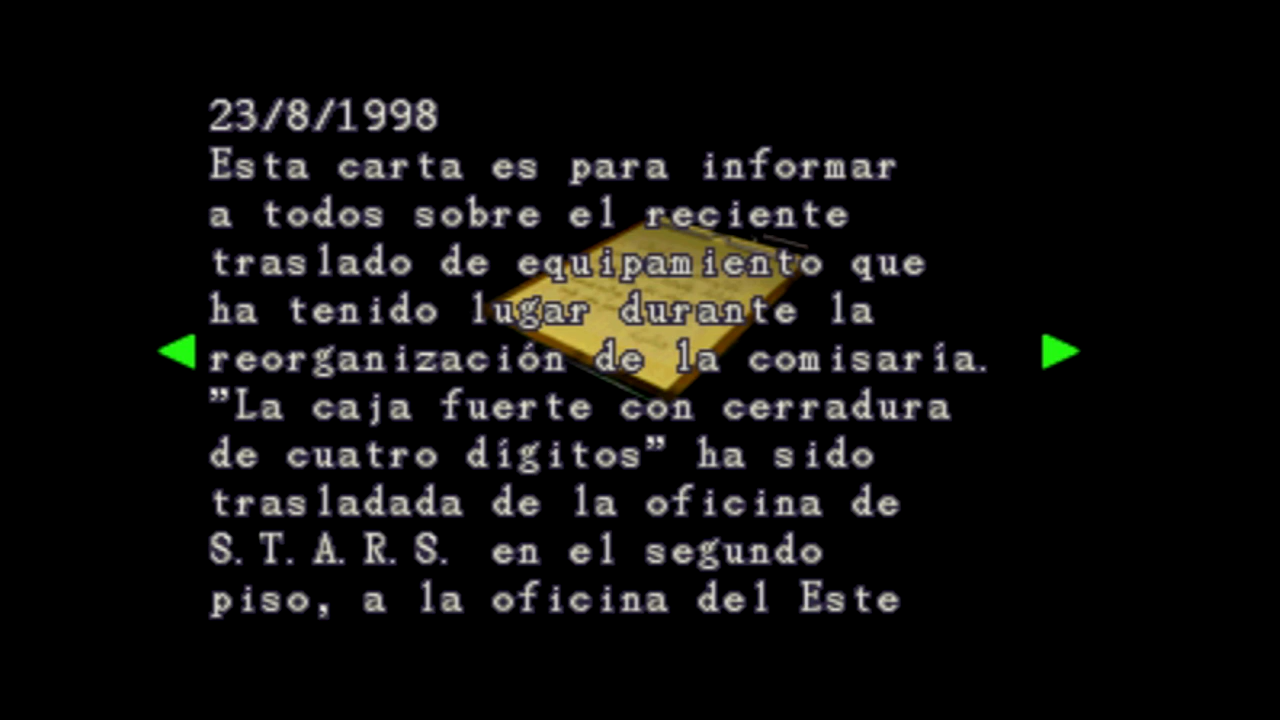 23/8/1998
Esta carta es para informar
a todos sobre el reciente
traslado de equipamiento que
ha tenido lugar durante la
reorganización de la comisaría.
"La caja fuerte con cerradura
de cuatro dígitos" ha sido
trasladada de la oficina de
S.T.A.R.S. en el segundo
piso, a la oficina del Este